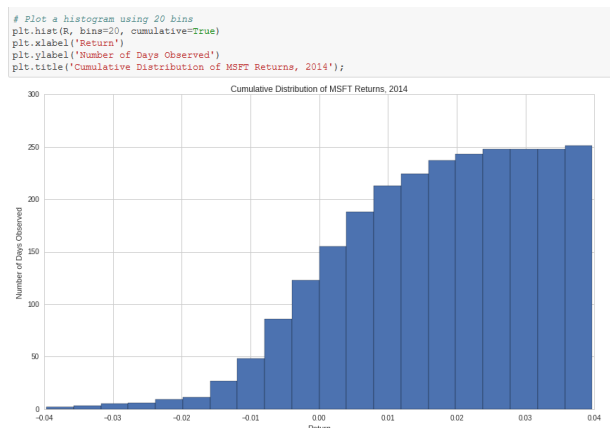 # Plot a histogram using 20 bins
plt.hist(R, bins=20, cumulative=True)
plt.xlabel('Return')
plt.ylabel('Number of Days Observed')
plt.title('Cumulative Distribution of MSFT Returns, 2014');
Cumulative Distribution of MSFT Returns, 2014
300
250
200
150
100
50
0
Number of Days Observed
−0.04 −0.03 −0.02 −0.01 0.00 0.01 0.02 0.03 0.04
Return